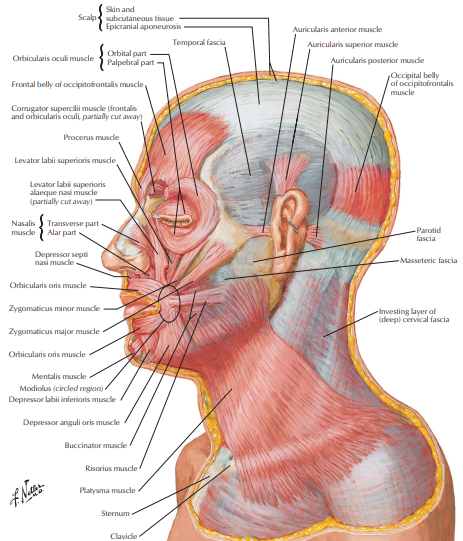 Scalp
Skin and
subcutaneous tissue
Epicranial aponeurosis
Temporal fascia
Auricularis anterior muscle
Auricularis superior muscle
Auricularis posterior muscle
Occipital belly
of occipitofrontalis
muscle
Orbicularis oculi muscle
Orbital part
Palpebral part
Frontal belly of occipitofrontalis muscle
Corrugator supercilii muscle (frontalis
and orbicularis oculi, partially cut away)
Procerus muscle
Levator labii superioris muscle
Levator labii superioris
alaeque nasi muscle
(partially cut away)
Nasalis
muscle
Transverse part
Alar part
Depressor septi
nasi muscle
Orbicularis oris muscle
Zygomaticus minor muscle
Zygomaticus major muscle
Orbicularis oris muscle
Mentalis muscle
Modiolus (circled region)
Depressor labii inferioris muscle
Depressor anguli oris muscle
Buccinator muscle
Risorius muscle
Platysma muscle
Sternum
Clavicle
Parotid
fascia
Masseteric fascia
Investing layer of
(deep) cervical fascia
F. Netter